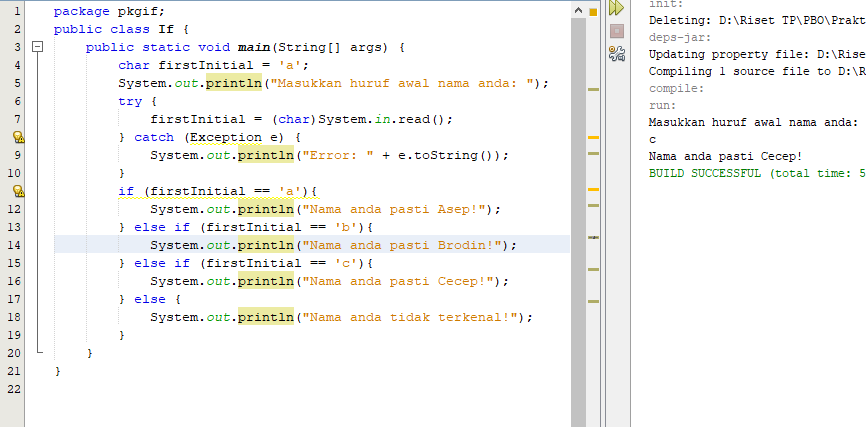 1 package pkgif;
2 public class If {
3 public static void main(String[] args) {
4 char firstInitial = 'a';
5 System.out.println("Masukkan huruf awal nama anda: ");
6 try {
7 firstInitial = (char)System.in.read();
} catch (Exception e) {
9 System.out.println("Error: " + e.toString());
10 }
if (firstInitial == 'a'){
12 System.out.println("Nama anda pasti Asep!");
13 } else if (firstInitial == 'b'){
14 System.out.println("Nama anda pasti Brodin!");
15 } else if (firstInitial == 'c'){
16 System.out.println("Nama anda pasti Cecep!");
17 } else {
18 System.out.println("Nama anda tidak terkenal!");
19 }
20 }
21 }
22
init:
Deleting: D:\Riset TP\PBO\Prakt
deps-jar:
Updating property file: D:\Rise
Compiling 1 source file to D:\R
compile:
run:
Masukkan huruf awal nama anda:
c
Nama anda pasti Cecep!
BUILD SUCCESSFUL (total time: 5